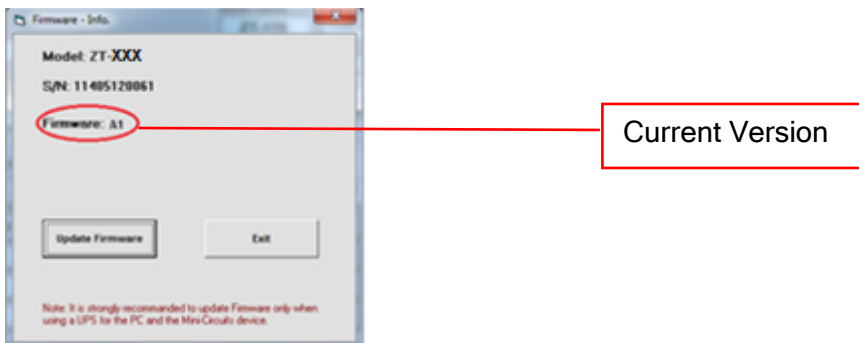 Firmware - Info.
Model: ZT-XXX
S/N: 11405120061
Firmware: A1
Current Version
Update Firmware
Exit
Note: It is strongly recommanded to update Firmware only when
using a UPS for the PC and the Mini-Circuits device.